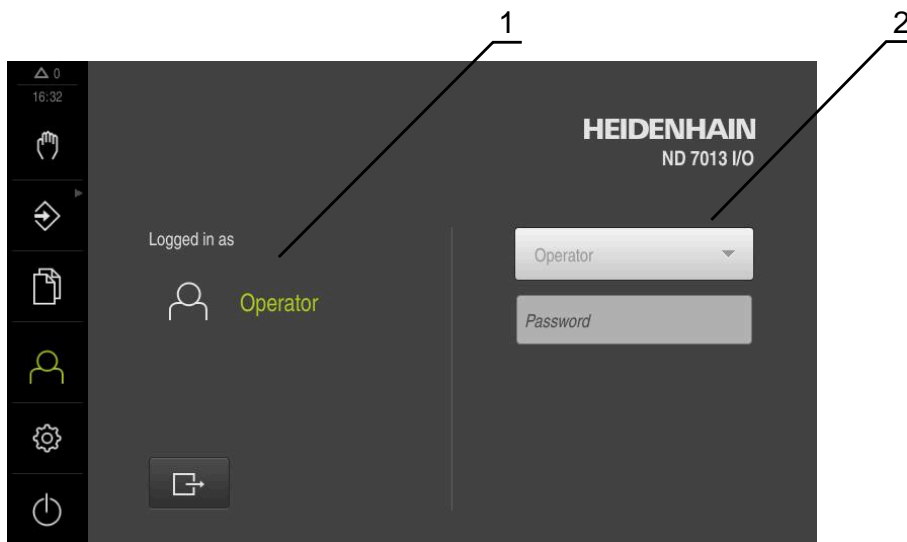 1
2
0
16:32
HEIDENHAIN
ND 7013 I/O
Logged in as
Operator
Operator
Password